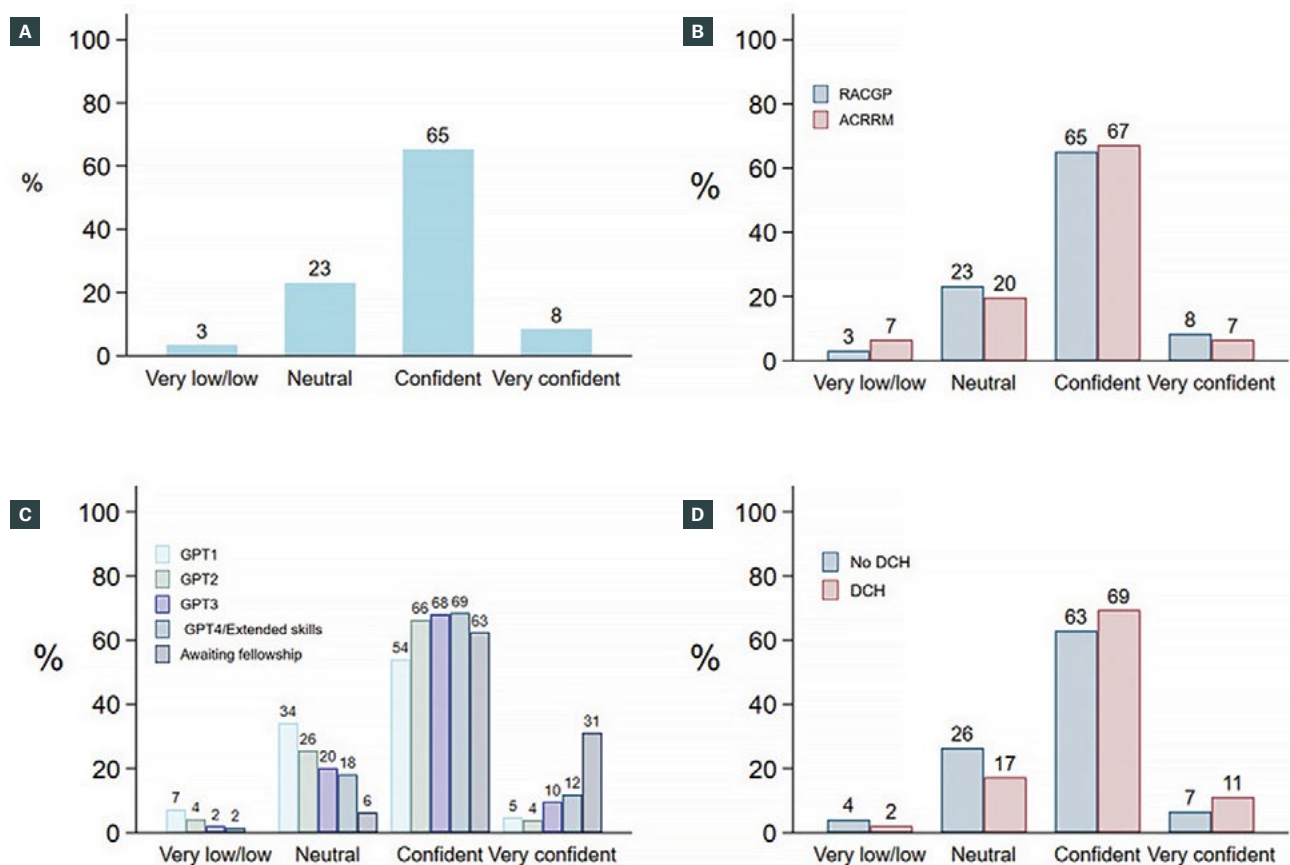 A
100
80
60
40
20
0
%
3
23
65
8
Very low/low Neutral Confident Very confident
B
100
80
60
40
20
0
%
RACGP
ACRRM
3 7
23 20
65 67
8 7
Very low/low Neutral Confident Very confident
C
100
80
60
40
20
0
%
GPT1
GPT2
GPT3
GPT4/Extended skills
Awaiting fellowship
7 4 2 2
34 26 20 18 6
54 66 68 69 63
5 4 10 12 31
Very low/low Neutral Confident Very confident
D
100
80
60
40
20
0
%
No DCH
DCH
4 2
26 17
63 69
7 11
Very low/low Neutral Confident Very confident